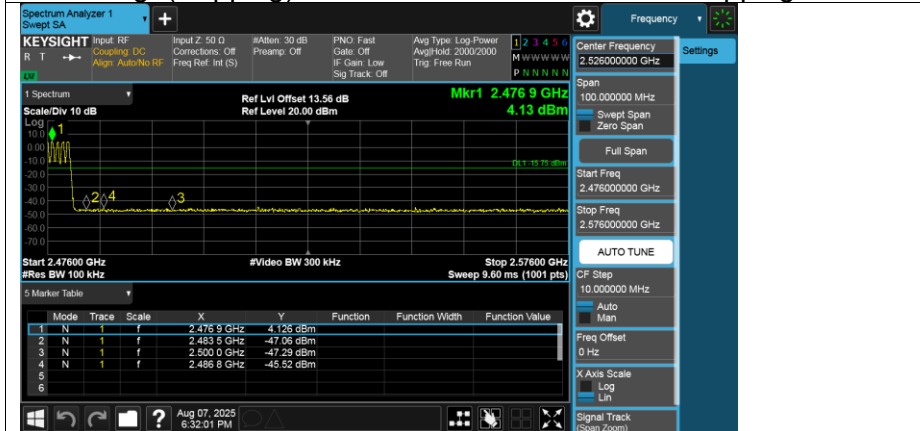 Spectrum Analyzer 1
Swept SA
+
Frequency
KEYSIGHT
R T
Input: RF
Coupling: DC
Align: Auto/No RF
Input Z: 50 Ω
Corrections: Off
Freq Ref: Int (S)
#Atten: 30 dB
Preamp: Off
PNO: Fast
Gate: Off
IF Gain: Low
Sig Track: Off
Avg Type: Log-Power
Avg|Hold: 2000/2000
Trig: Free Run
1 2 3 4 5 6
M W W W W W
P N N N N N
Center Frequency
2.526000000 GHz
Settings
Span
100.000000 MHz
Swept Span
Zero Span
Full Span
Start Freq
2.476000000 GHz
Stop Freq
2.576000000 GHz
AUTO TUNE
CF Step
10.000000 MHz
Auto
Man
Freq Offset
0 Hz
X Axis Scale
Log
Lin
Signal Track
(Span Zoom)
1 Spectrum
Scale/Div 10 dB
Log
Ref Lvl Offset 13.56 dB
Ref Level 20.00 dBm
Mkr1 2.476 9 GHz
4.13 dBm
10.0
0.00
-10.0
-20.0
-30.0
-40.0
-50.0
-60.0
-70.0
1
2 4
3
DL1 -15.75 dBm
Start 2.47600 GHz
#Res BW 100 kHz
#Video BW 300 kHz
Stop 2.57600 GHz
Sweep 9.60 ms (1001 pts)
5 Marker Table
Mode Trace Scale X Y Function Function Width Function Value
1 N 1 f 2.476 9 GHz 4.126 dBm
2 N 1 f 2.483 5 GHz -47.06 dBm
3 N 1 f 2.500 0 GHz -47.29 dBm
4 N 1 f 2.486 8 GHz -45.52 dBm
5
6
?
Aug 07, 2025
6:32:01 PM